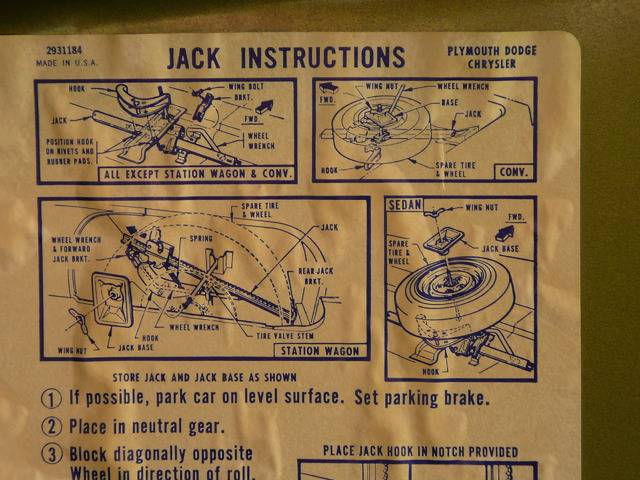 2931184
MADE IN U.S.A.
JACK INSTRUCTIONS
PLYMOUTH DODGE
CHRYSLER
HOOK
WING BOLT
BRKT.
JACK
FWD.
POSITION HOOK
ON RIVETS AND
RUBBER PADS.
WHEEL
WRENCH
ALL EXCEPT STATION WAGON & CONV.
FWD.
WING NUT
WHEEL WRENCH
BASE
JACK
HOOK
SPARE TIRE
& WHEEL
CONV.
SPARE TIRE
& WHEEL
JACK
WHEEL WRENCH
& FORWARD
JACK BRKT.
SPRING
REAR JACK
BRKT.
WING NUT
JACK BASE
HOOK
WHEEL WRENCH
TIRE VALVE STEM
STATION WAGON
SEDAN
WING NUT
FWD.
SPARE
TIRE &
WHEEL
JACK BASE
HOOK
STORE JACK AND JACK BASE AS SHOWN
1 If possible, park car on level surface. Set parking brake.
2 Place in neutral gear.
3 Block diagonally opposite
Wheel in direction of roll.
PLACE JACK HOOK IN NOTCH PROVIDED